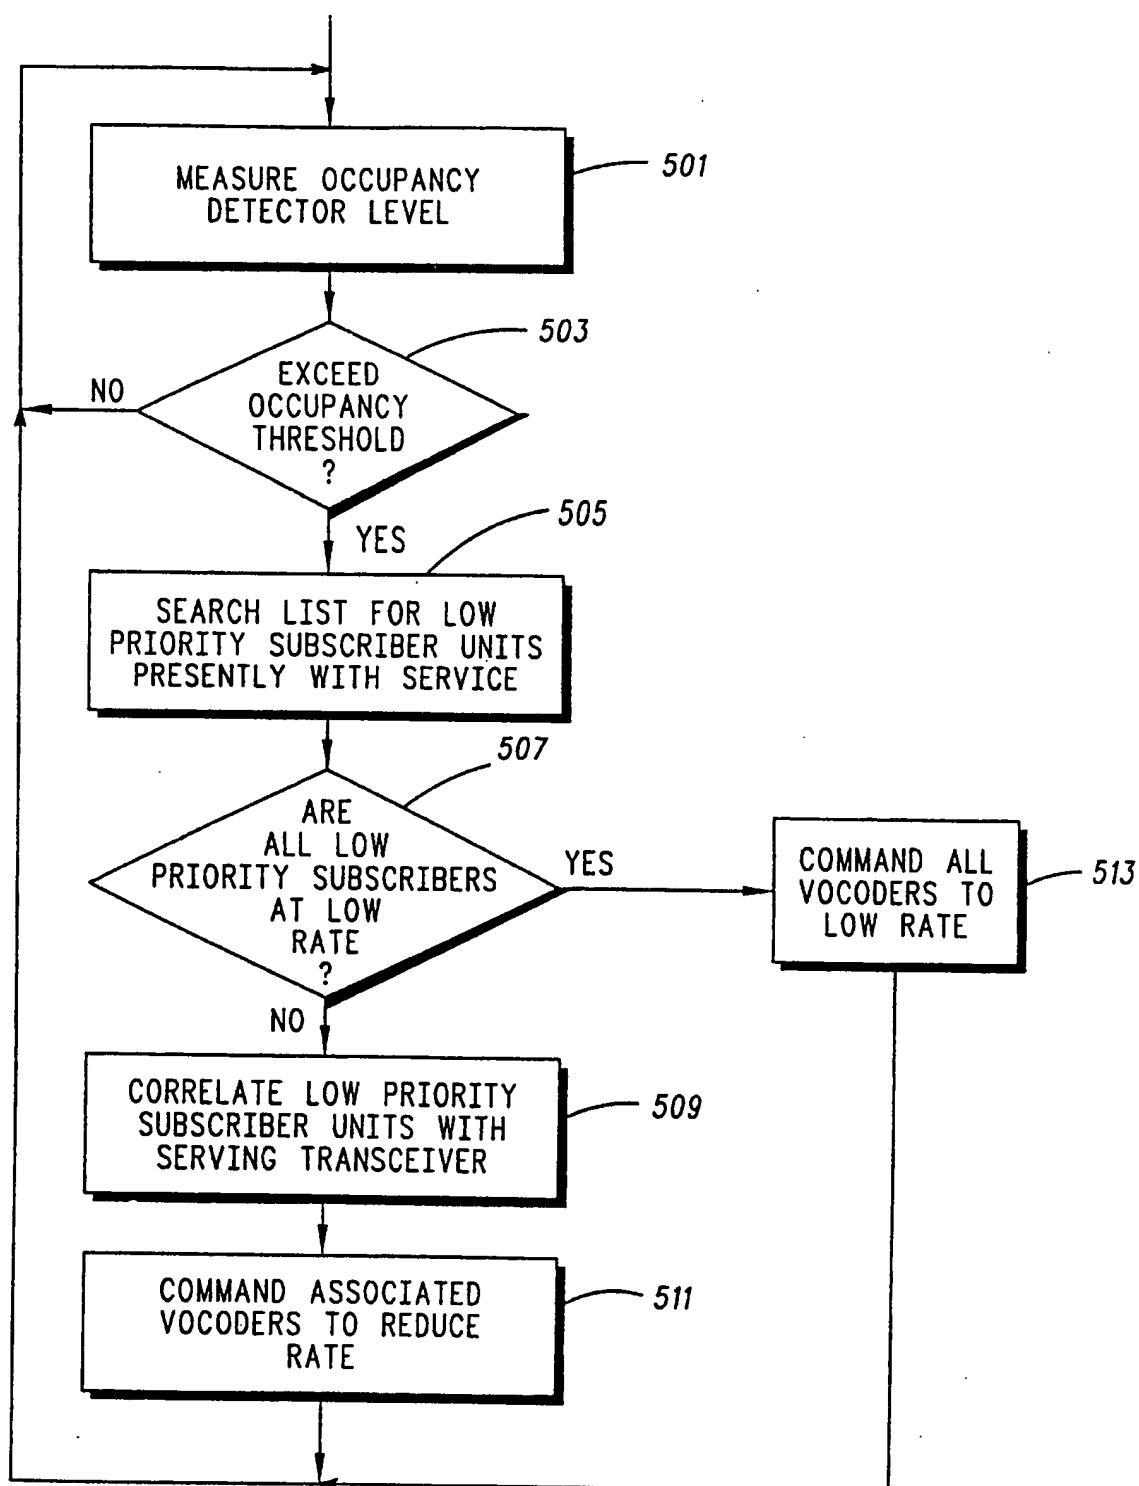 MEASURE OCCUPANCY
DETECTOR LEVEL
501
503
EXCEED
OCCUPANCY
THRESHOLD
?
NO
YES
505
SEARCH LIST FOR LOW
PRIORITY SUBSCRIBER UNITS
PRESENTLY WITH SERVICE
507
ARE
ALL LOW
PRIORITY SUBSCRIBERS
AT LOW
RATE
?
YES
COMMAND ALL
VOCODERS TO
LOW RATE
513
NO
CORRELATE LOW PRIORITY
SUBSCRIBER UNITS WITH
SERVING TRANSCEIVER
509
COMMAND ASSOCIATED
VOCODERS TO REDUCE
RATE
511